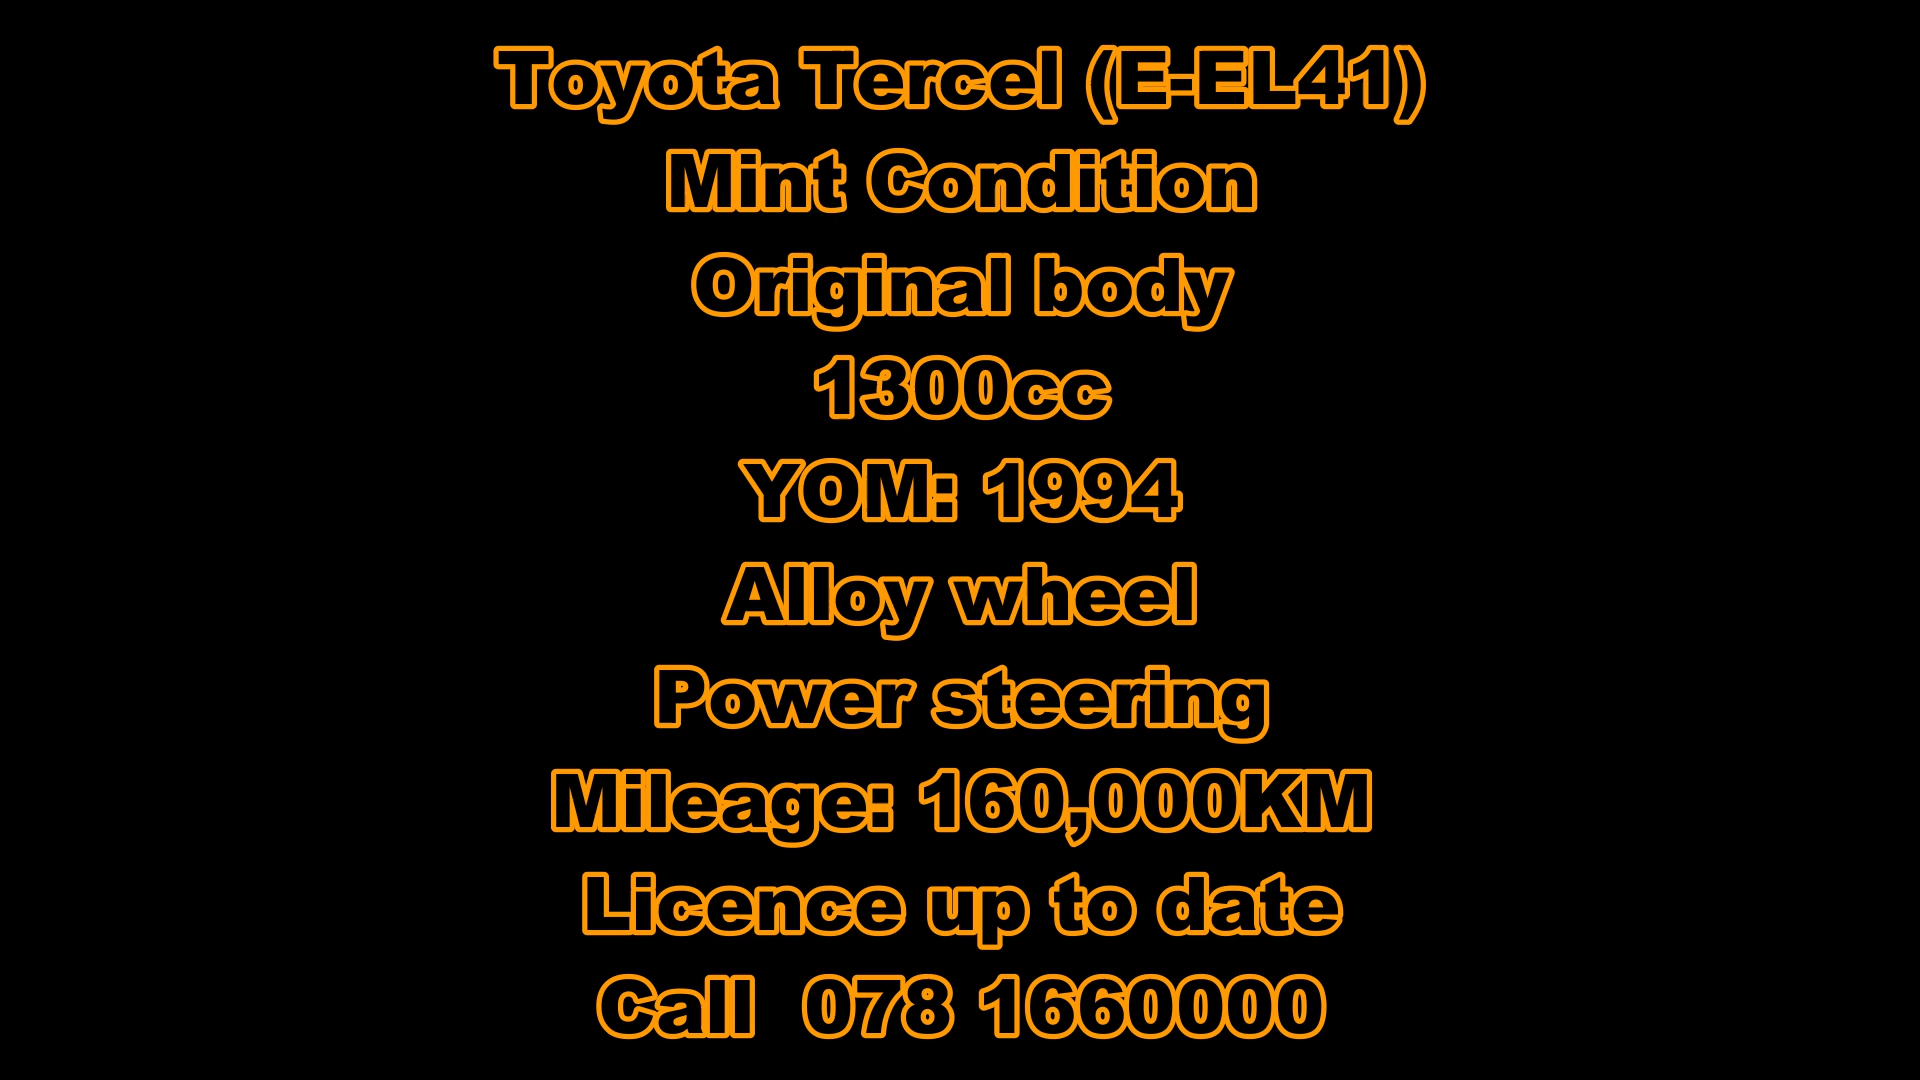 Toyota Tercel (E-EL41)
Mint Condition
Original body
1300cc
YOM: 1994
Alloy wheel
Power steering
Mileage: 160,000KM
Licence up to date
Call  078 1660000